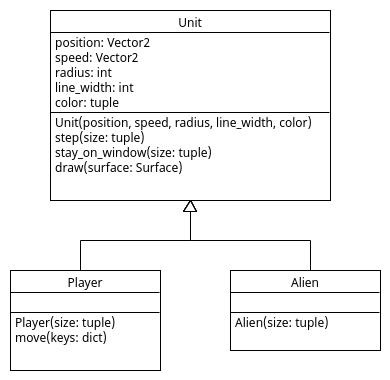 Unit
position: Vector2
speed: Vector2
radius: int
line_width: int
color: tuple
Unit(position, speed, radius, line_width, color)
step(size: tuple)
stay_on_window(size: tuple)
draw(surface: Surface)
Player
Player(size: tuple)
move(keys: dict)
Alien
Alien(size: tuple)